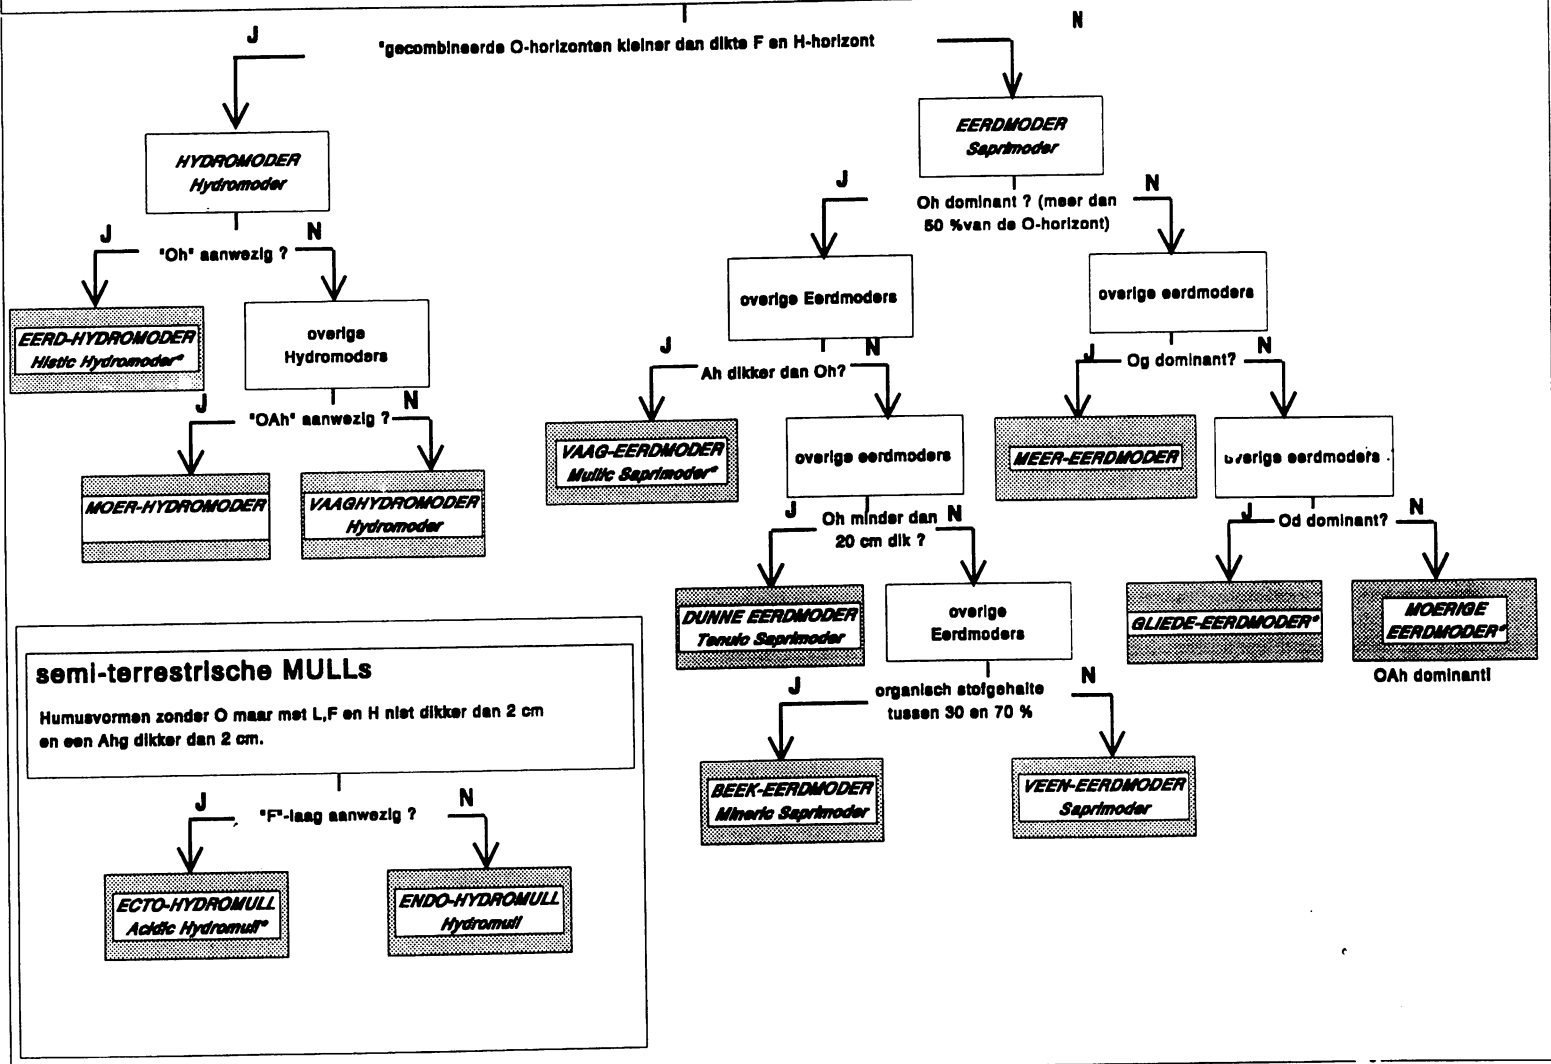 J
N
"gecombineerde O-horizonten kleiner dan dikte F en H-horizont
HYDROMODER
Hydromoder
EERDMODER
Saprimoder
J
N
"Oh" aanwezig ?
J
N
Oh dominant ? (meer dan
50 %van de O-horizont)
EERD-HYDROMODER
Histic Hydromoder*
overige
Hydromoders
overige Eerdmoders
overige eerdmoders
J
N
"OAh" aanwezig ?
J
N
Ah dikker dan Oh?
J
N
Og dominant?
MOER-HYDROMODER
VAAGHYDROMODER
Hydromoder
VAAG-EERDMODER
Mullic Saprimoder*
overige eerdmoders
MEER-EERDMODER
overige eerdmoders
J
N
Oh minder dan
20 cm dik ?
J
N
Od dominant?
DUNNE EERDMODER
Tenuic Saprimoder
overige
Eerdmoders
GLIEDE-EERDMODER*
MOERIGE
EERDMODER*
OAh dominant!
J
N
organisch stofgehalte
tussen 30 en 70 %
BEEK-EERDMODER
Mineric Saprimoder
VEEN-EERDMODER
Saprimoder
semi-terrestrische MULLs
Humusvormen zonder O maar met L,F en H niet dikker dan 2 cm
en een Ahg dikker dan 2 cm.
J
N
"F"-laag aanwezig ?
ECTO-HYDROMULL
Acidic Hydromull*
ENDO-HYDROMULL
Hydromull